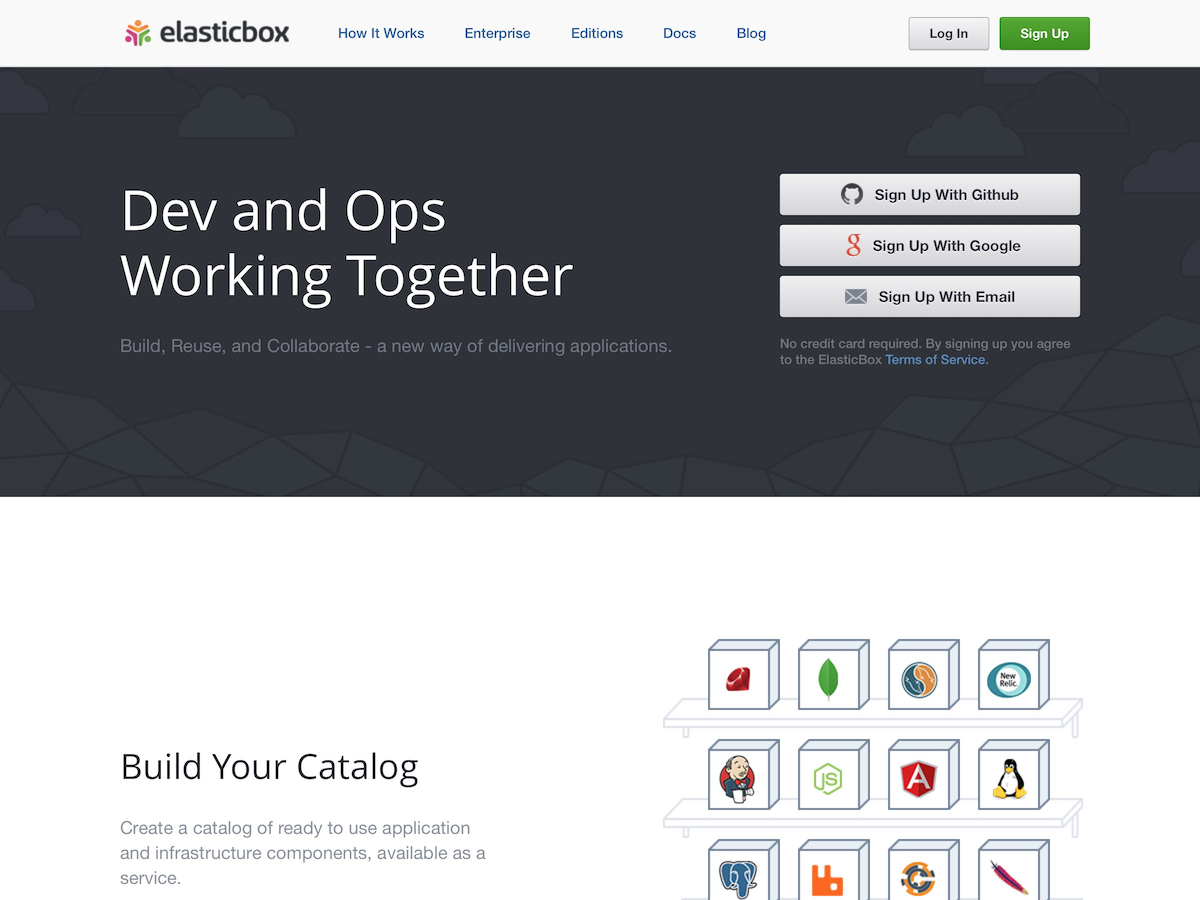 elasticbox
How It Works
Enterprise
Editions
Docs
Blog
Log In
Sign Up
Dev and Ops
Working Together
Build, Reuse, and Collaborate - a new way of delivering applications.
Sign Up With Github
g Sign Up With Google
Sign Up With Email
No credit card required. By signing up you agree
to the ElasticBox Terms of Service.
Build Your Catalog
Create a catalog of ready to use application
and infrastructure components, available as a
service.
New
Relic.
JS
A